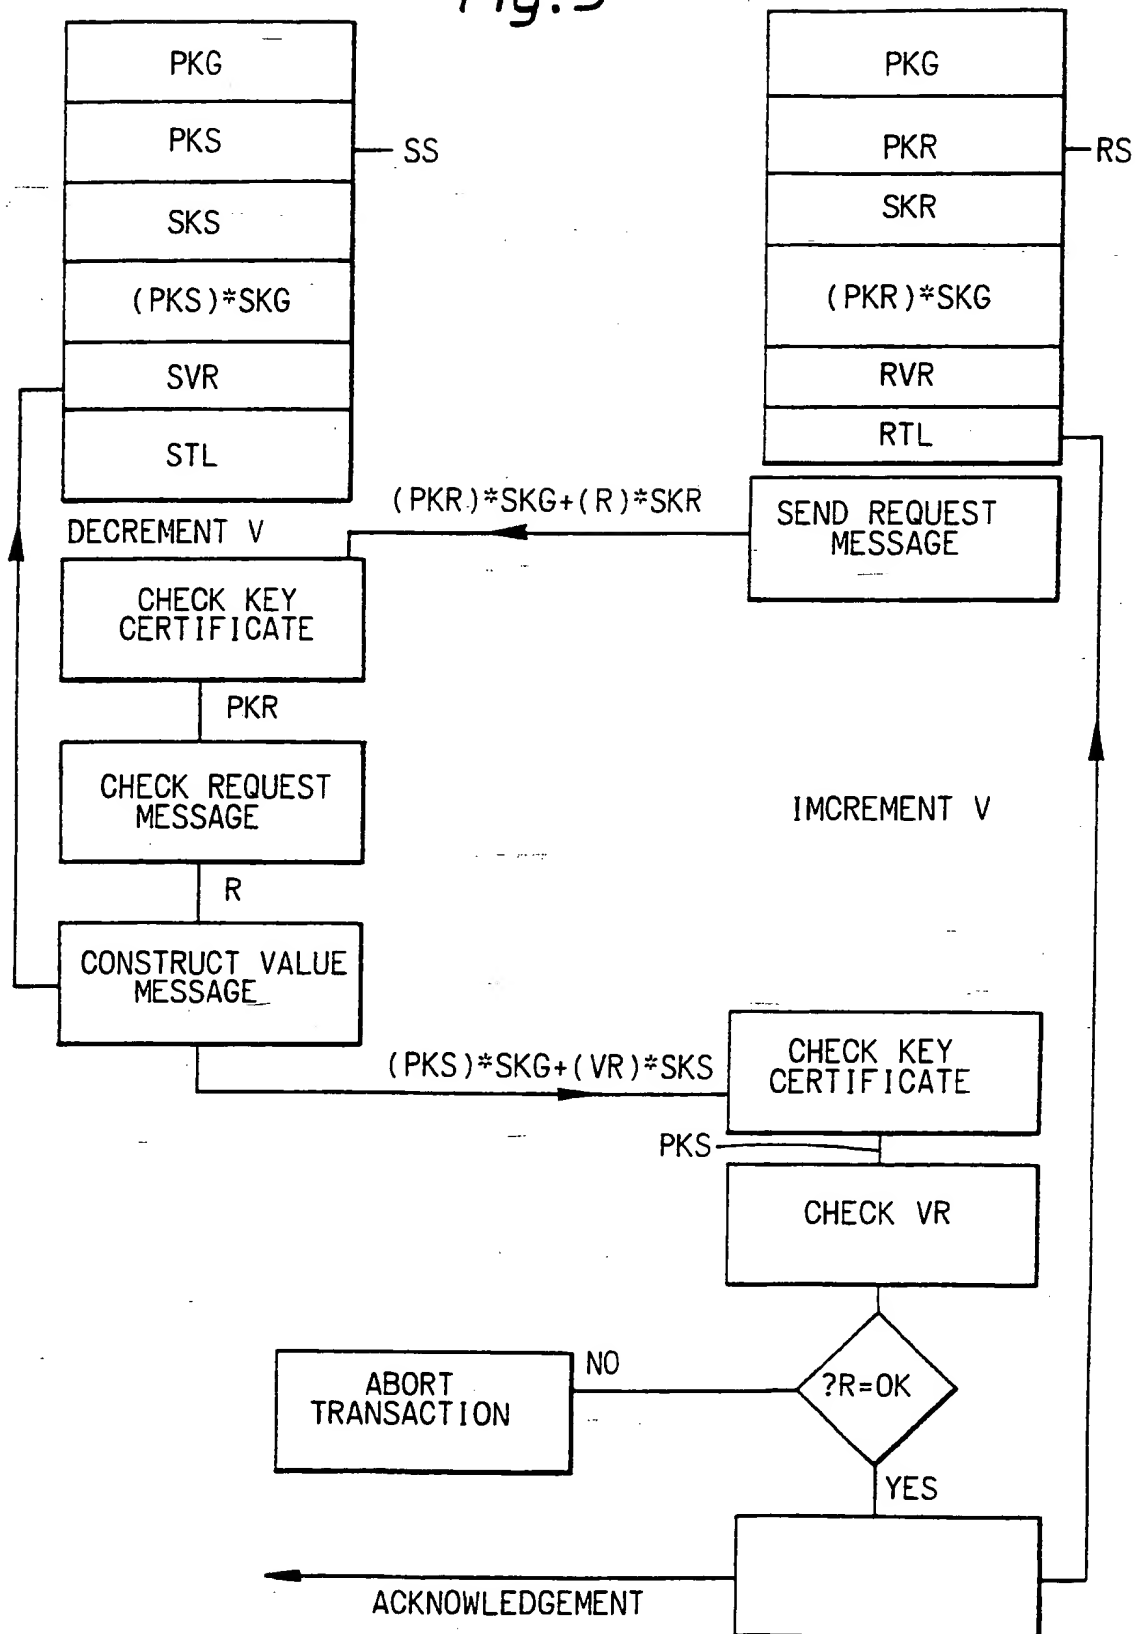 Fig. 3
PKG
PKS
SS
SKS
(PKS)*SKG
SVR
STL
PKG
PKR
RS
SKR
(PKR)*SKG
RVR
RTL
DECREMENT V
(PKR)*SKG+(R)*SKR
SEND REQUEST
MESSAGE
CHECK KEY
CERTIFICATE
PKR
CHECK REQUEST
MESSAGE
IMCREMENT V
R
CONSTRUCT VALUE
MESSAGE
(PKS)*SKG+(VR)*SKS
CHECK KEY
CERTIFICATE
PKS
CHECK VR
?R=OK
NO
ABORT
TRANSACTION
YES
ACKNOWLEDGEMENT